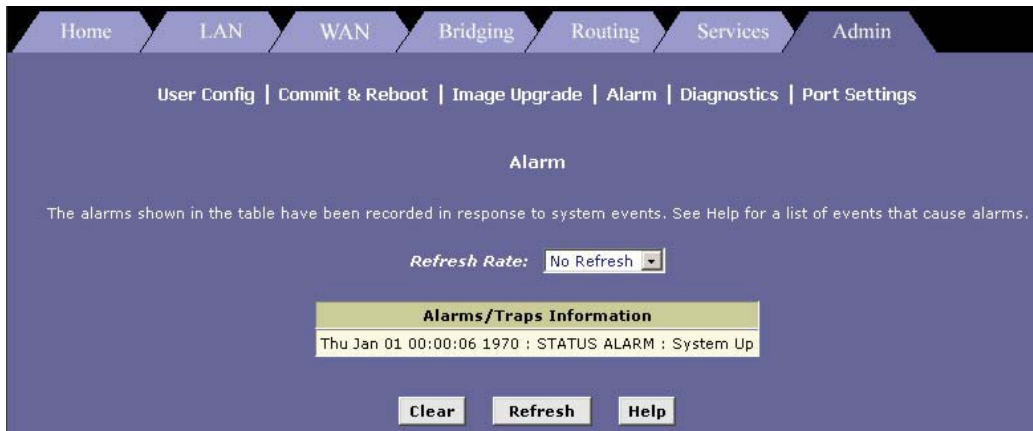 Home LAN WAN Bridging Routing Services Admin
User Config | Commit & Reboot | Image Upgrade | Alarm | Diagnostics | Port Settings
Alarm
The alarms shown in the table have been recorded in response to system events. See Help for a list of events that cause alarms.
Refresh Rate: No Refresh
Alarms/Traps Information
Thu Jan 01 00:00:06 1970 : STATUS ALARM : System Up
Clear Refresh Help